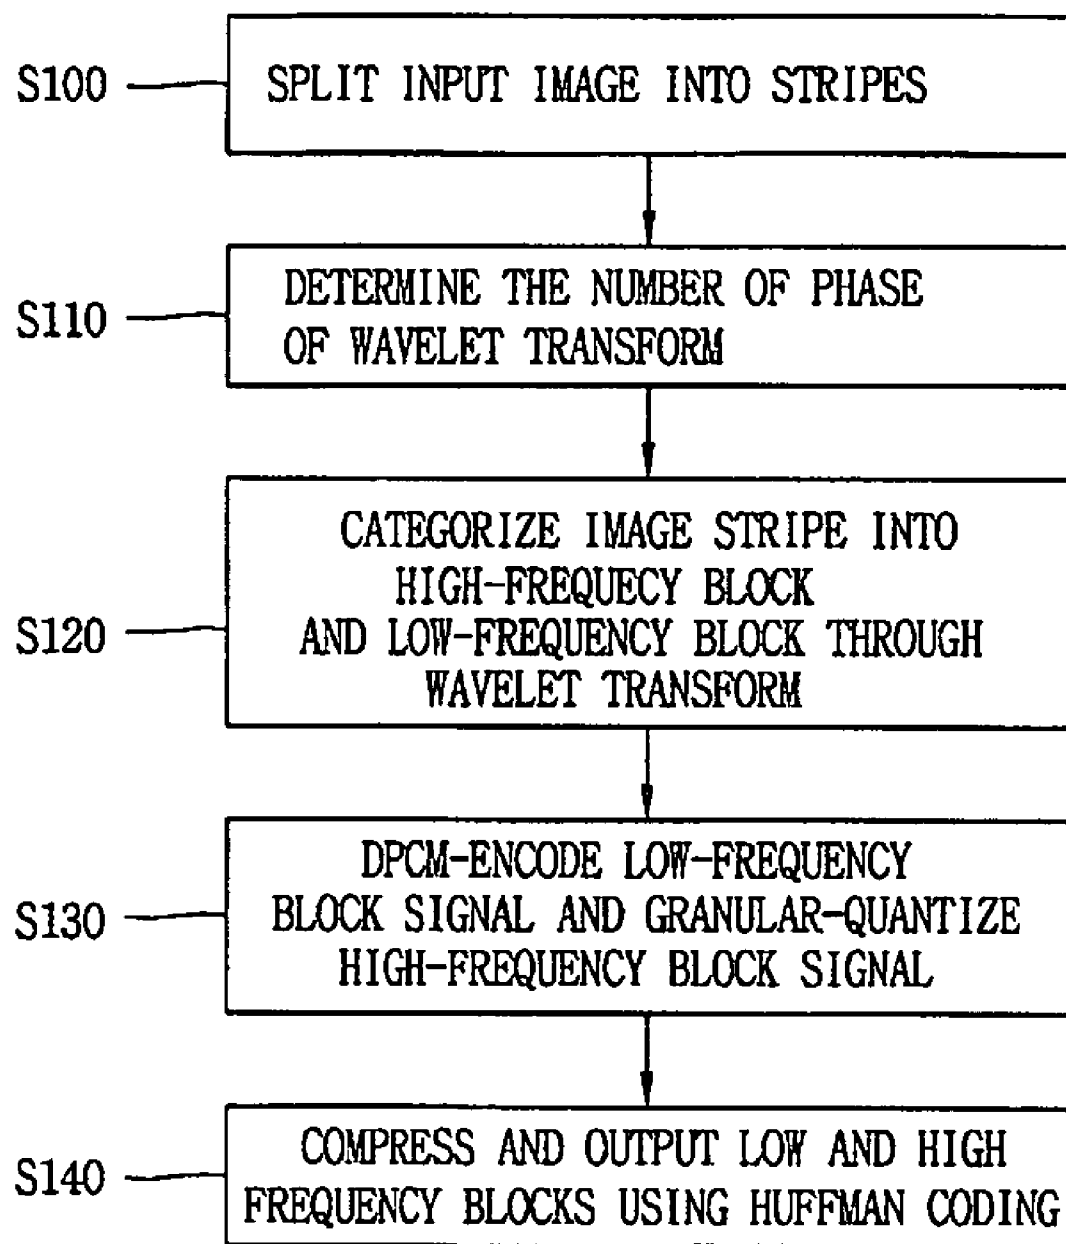 S100
SPLIT INPUT IMAGE INTO STRIPES
S110
DETERMINE THE NUMBER OF PHASE
OF WAVELET TRANSFORM
S120
CATEGORIZE IMAGE STRIPE INTO
HIGH-FREQUECY BLOCK
AND LOW-FREQUENCY BLOCK THROUGH
WAVELET TRANSFORM
S130
DPCM-ENCODE LOW-FREQUENCY
BLOCK SIGNAL AND GRANULAR-QUANTIZE
HIGH-FREQUENCY BLOCK SIGNAL
S140
COMPRESS AND OUTPUT LOW AND HIGH
FREQUENCY BLOCKS USING HUFFMAN CODING